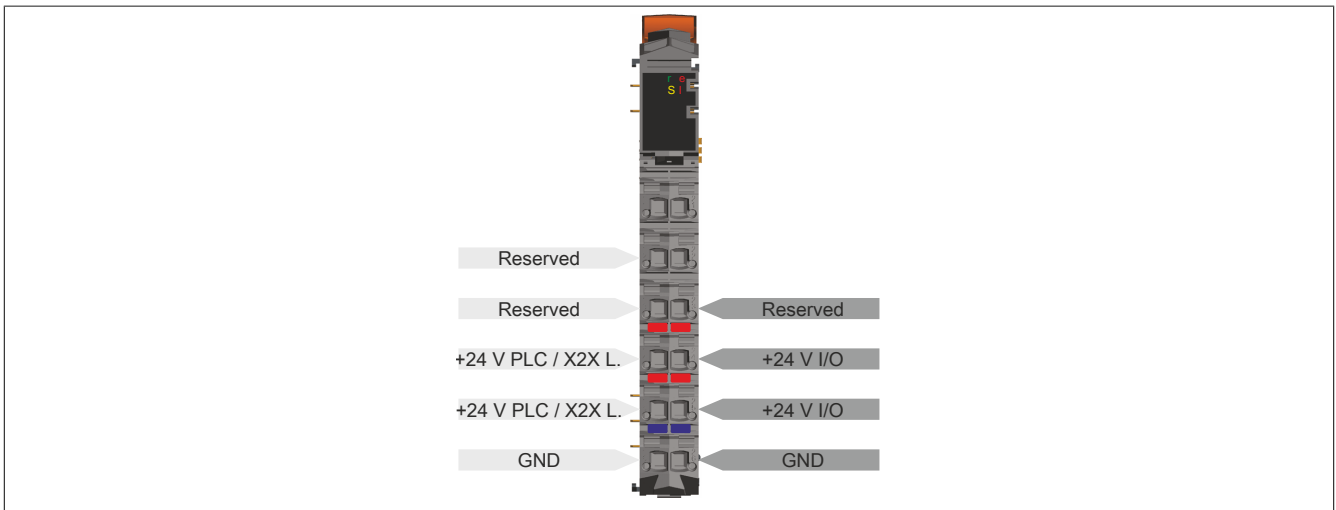 r e
S l
Reserved
Reserved Reserved
+24 V PLC / X2X L. +24 V I/O
+24 V PLC / X2X L. +24 V I/O
GND GND